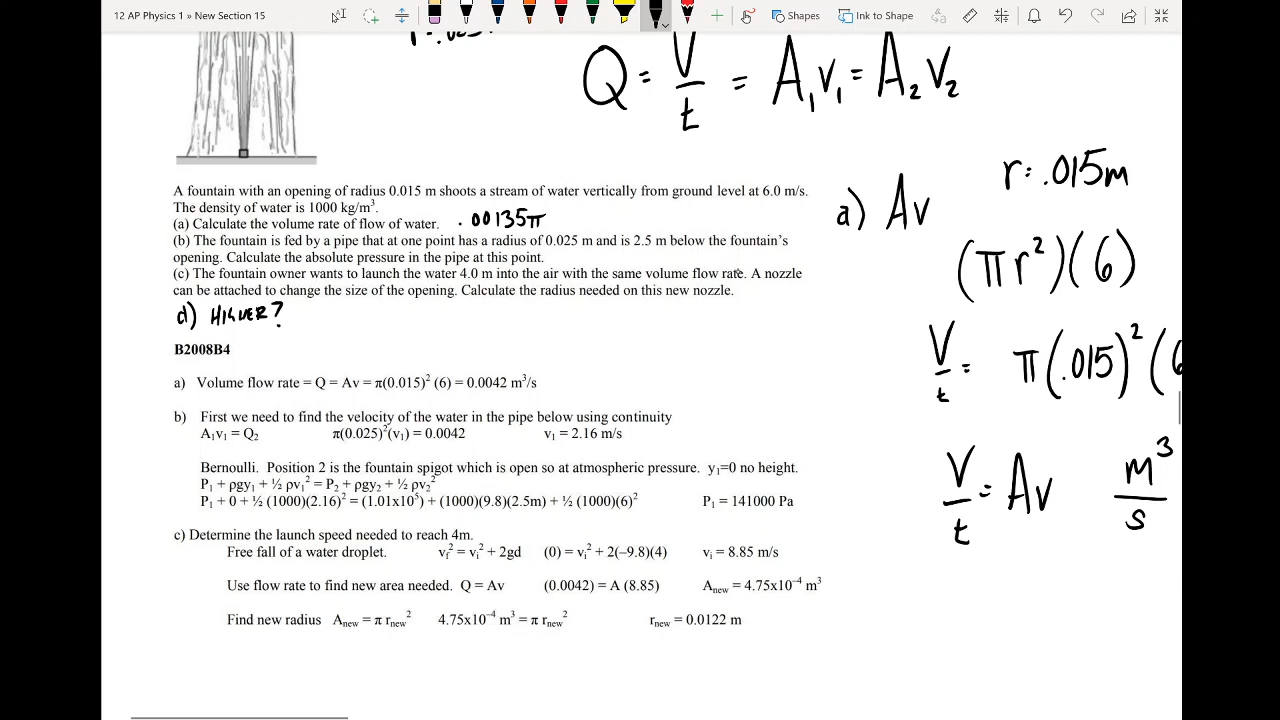 12 AP Physics 1 » New Section 15
Shapes
Ink to Shape
Q = V/t = A₁v₁ = A₂v₂
A fountain with an opening of radius 0.015 m shoots a stream of water vertically from ground level at 6.0 m/s.
The density of water is 1000 kg/m³.
(a) Calculate the volume rate of flow of water. .00135π
(b) The fountain is fed by a pipe that at one point has a radius of 0.025 m and is 2.5 m below the fountain's
opening. Calculate the absolute pressure in the pipe at this point.
(c) The fountain owner wants to launch the water 4.0 m into the air with the same volume flow rate. A nozzle
can be attached to change the size of the opening. Calculate the radius needed on this new nozzle.
d) HIGHER?
B2008B4
a) Volume flow rate = Q = Av = π(0.015)² (6) = 0.0042 m³/s
b) First we need to find the velocity of the water in the pipe below using continuity
A₁v₁ = Q₂ π(0.025)²(v₁) = 0.0042 v₁ = 2.16 m/s
Bernoulli. Position 2 is the fountain spigot which is open so at atmospheric pressure. y₁=0 no height.
P₁ + ρgy₁ + ½ ρv₁² = P₂ + ρgy₂ + ½ ρv₂²
P₁ + 0 + ½ (1000)(2.16)² = (1.01x10⁵) + (1000)(9.8)(2.5m) + ½ (1000)(6)² P₁ = 141000 Pa
c) Determine the launch speed needed to reach 4m.
Free fall of a water droplet. v_f² = v_i² + 2gd (0) = v_i² + 2(–9.8)(4) v_i = 8.85 m/s
Use flow rate to find new area needed. Q = Av (0.0042) = A (8.85) A_new = 4.75x10⁻⁴ m³
Find new radius A_new = π r_new² 4.75x10⁻⁴ m³ = π r_new² r_new = 0.0122 m
r = .015m
a) Av
(πr²)(6)
V/t = π(.015)²(6
V/t = Av m³/s